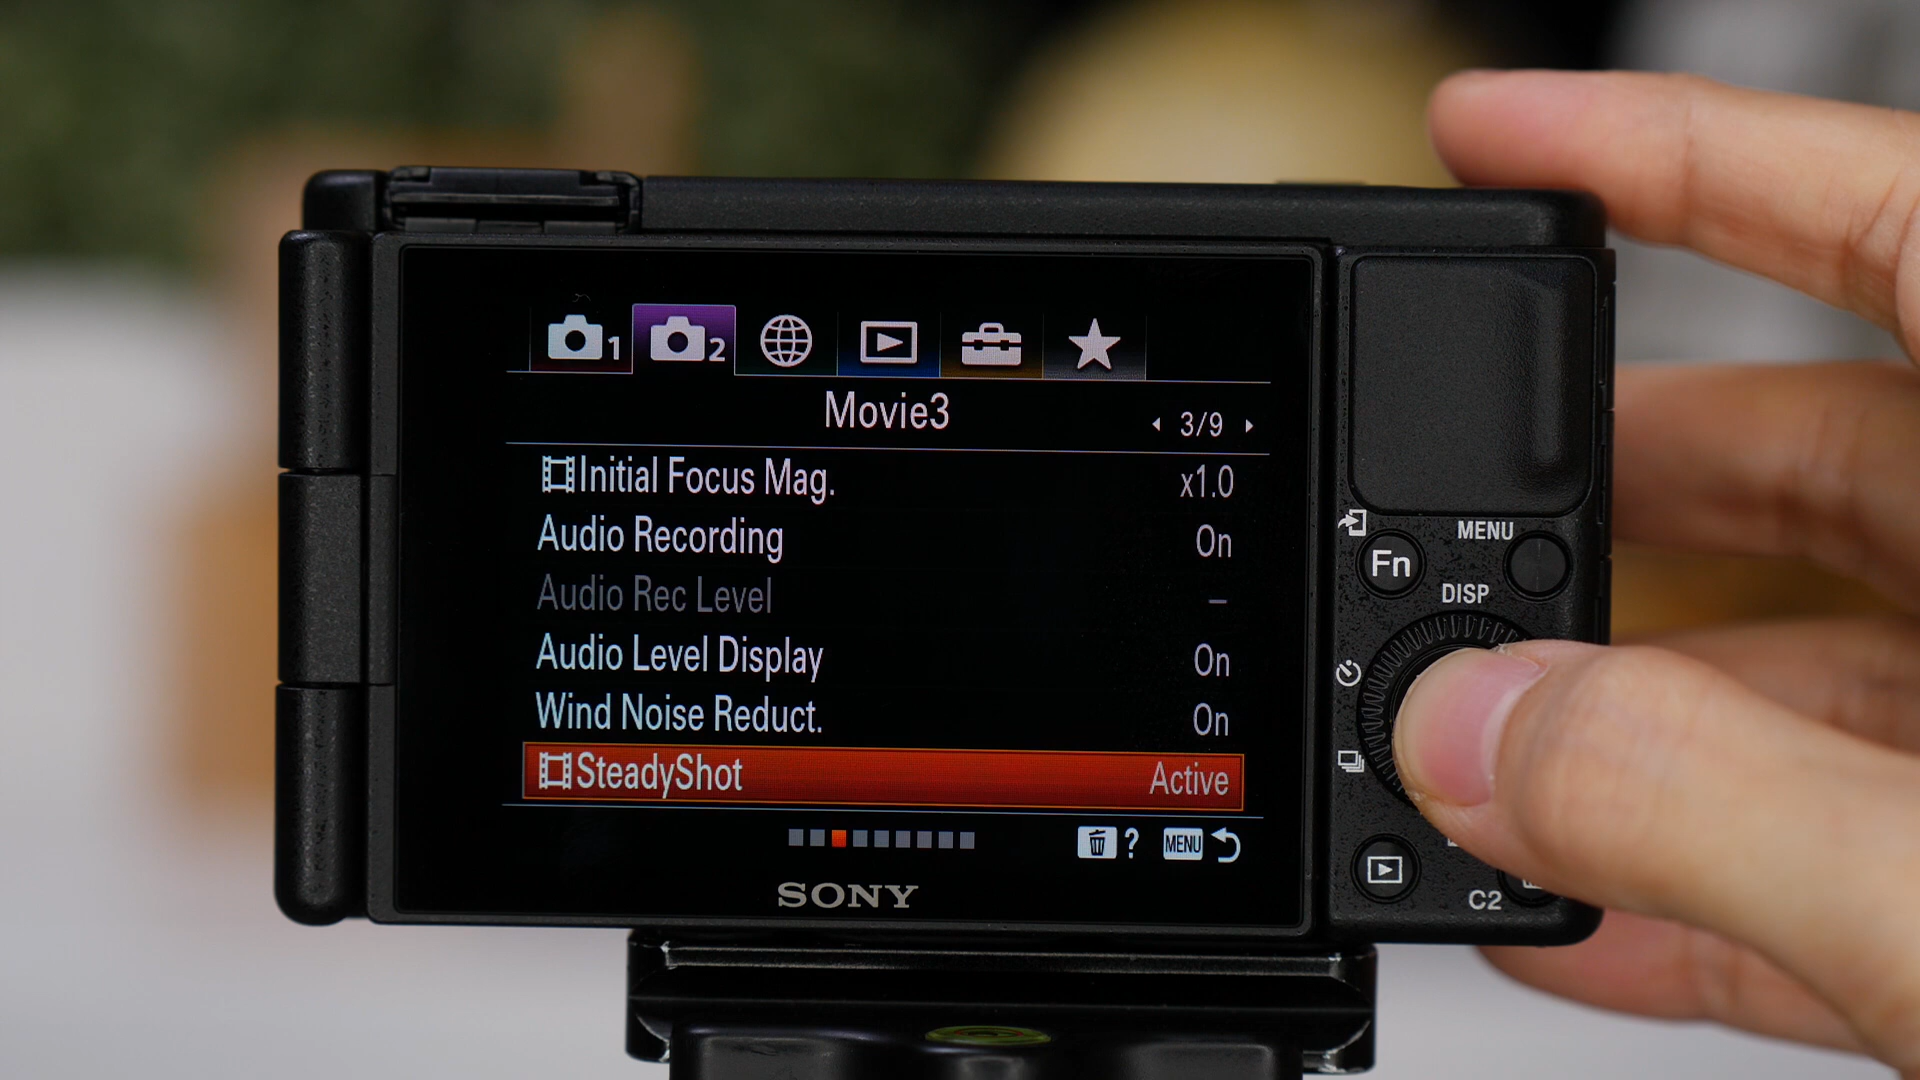 1 2
Movie3 3/9
Initial Focus Mag. x1.0
Audio Recording On
Audio Rec Level –
Audio Level Display On
Wind Noise Reduct. On
SteadyShot Active
? MENU
SONY
MENU
Fn
DISP
C2